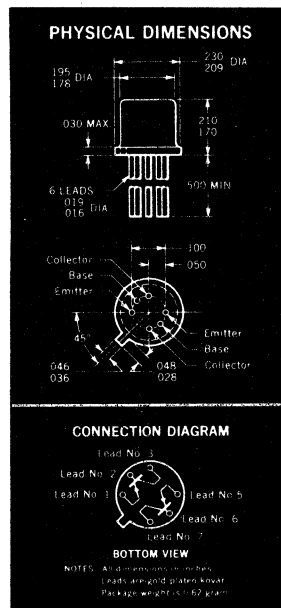 PHYSICAL DIMENSIONS
230
209 DIA
195
178 DIA
030 MAX
210
170
6 LEADS
019
016 DIA
500 MIN
100
050
Collector
Base
Emitter
45°
Emitter
Base
Collector
046
036
048
028
CONNECTION DIAGRAM
Lead No. 3
Lead No. 2
Lead No. 1
Lead No. 5
Lead No. 6
Lead No. 7
BOTTOM VIEW
NOTES: All dimensions in inches
Leads are gold plated kovar
Package weight is 0.62 gram